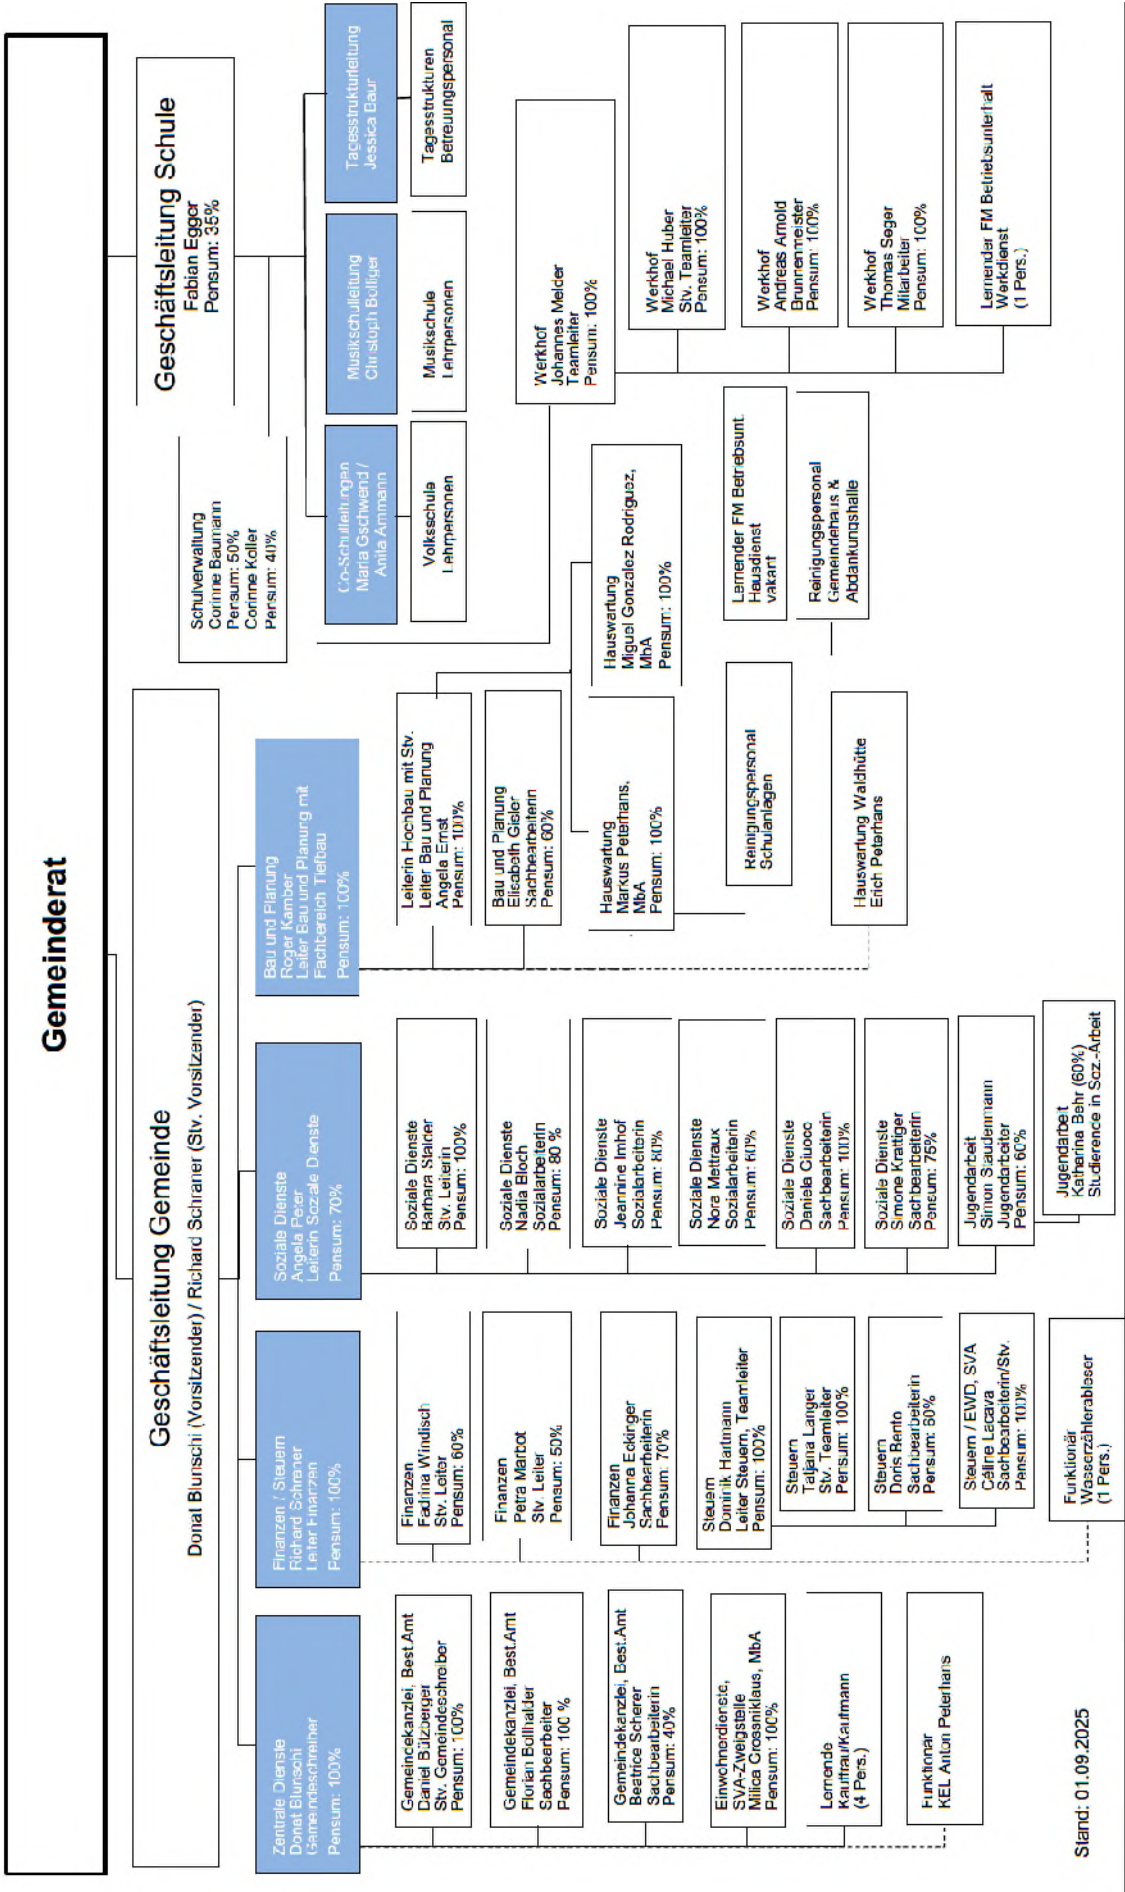 Gemeinderat
Geschäftsleitung Gemeinde
Donat Blunschi (Vorsitzender) / Richard Schraner (Stv. Vorsitzender)
Geschäftsleitung Schule
Fabian Egger
Pensum: 35%
Schulverwaltung
Corinne Baumann
Pensum: 50%
Corinne Koller
Pensum: 40%
Zentrale Dienste
Donat Blunschi
Gemeindeschreiber
Pensum: 100%
Finanzen / Steuern
Richard Schraner
Leiter Finanzen
Pensum: 100%
Soziale Dienste
Angela Peter
Leiterin Soziale Dienste
Pensum: 70%
Bau und Planung
Roger Kamber
Leiter Bau und Planung mit
Fachbereich Tiefbau
Pensum: 100%
Co-Schulleitungen
Maria Gschwend /
Anita Ammann
Musikschulleitung
Christoph Bolliger
Tagesstrukturleitung
Jessica Baur
Volksschule
Lehrpersonen
Musikschule
Lehrpersonen
Tagesstrukturen
Betreuungspersonal
Gemeindekanzlei, Best.Amt
Daniel Bützberger
Stv. Gemeindeschreiber
Pensum: 100%
Gemeindekanzlei, Best.Amt
Florian Bollhalder
Sachbearbeiter
Pensum: 100 %
Gemeindekanzlei, Best.Amt
Beatrice Scherer
Sachbearbeiterin
Pensum: 40%
Einwohnerdienste,
SVA-Zweigstelle
Milica Grossniklaus, MbA
Pensum: 100%
Lernende
Kauffrau/Kaufmann
(4 Pers.)
Funktionär
KEL Anton Peterhans
Finanzen
Fadrina Windisch
Stv. Leiter
Pensum: 60%
Finanzen
Petra Marbot
Stv. Leiter
Pensum: 50%
Finanzen
Johanna Eckinger
Sachbearbeiterin
Pensum: 70%
Steuern
Dominik Hartmann
Leiter Steuern, Teamleiter
Pensum: 100%
Steuern
Tatjana Langer
Stv. Teamleiter
Pensum: 100%
Steuern
Doris
Sachbearbeiterin
Pensum: 60%
Steuern / EWD, SVA
Céline Lacava
Sachbearbeiterin/Stv.
Pensum: 100%
Funktionär
Wasserzählerableser
(1 Pers.)
Soziale Dienste
Barbara Stalder
Stv. Leiterin
Pensum: 100%
Soziale Dienste
Nadia Bloch
Sozialarbeiterin
Pensum: 80 %
Soziale Dienste
Jeannine Imhof
Sozialarbeiterin
Pensum: 80%
Soziale Dienste
Nora Mettraux
Sozialarbeiterin
Pensum: 60%
Soziale Dienste
Daniela Ciuoco
Sachbearbeiterin
Pensum: 100%
Soziale Dienste
Simone Krattiger
Sachbearbeiterin
Pensum: 75%
Jugendarbeit
Simon Staudenmann
Jugendarbeiter
Pensum: 60%
Jugendarbeit
Katharina Behr (60%)
Studierende in Soz.-Arbeit
Leiterin Hochbau mit Stv.
Leiter Bau und Planung
Angela Ernst
Pensum: 100%
Bau und Planung
Elisabeth Gisler
Sachbearbeiterin
Pensum: 60%
Hauswartung
Markus Peterhans,
MbA
Pensum: 100%
Hauswartung
Miguel Gonzalez Rodriguez,
MbA
Pensum: 100%
Reinigungspersonal
Schulanlagen
Hauswartung Waldhütte
Erich Peterhans
Lernender FM Betriebsunt.
Hausdienst
vakant
Reinigungspersonal
Gemeindehaus &
Abdankungshalle
Werkhof
Johannes Melder
Teamleiter
Pensum: 100%
Werkhof
Michael Huber
Stv. Teamleiter
Pensum: 100%
Werkhof
Andreas Arnold
Brunnenmeister
Pensum: 100%
Werkhof
Thomas Seger
Mitarbeiter
Pensum: 100%
Lernender FM Betriebsunterhalt
Werkdienst
(1 Pers.)
Stand: 01.09.2025